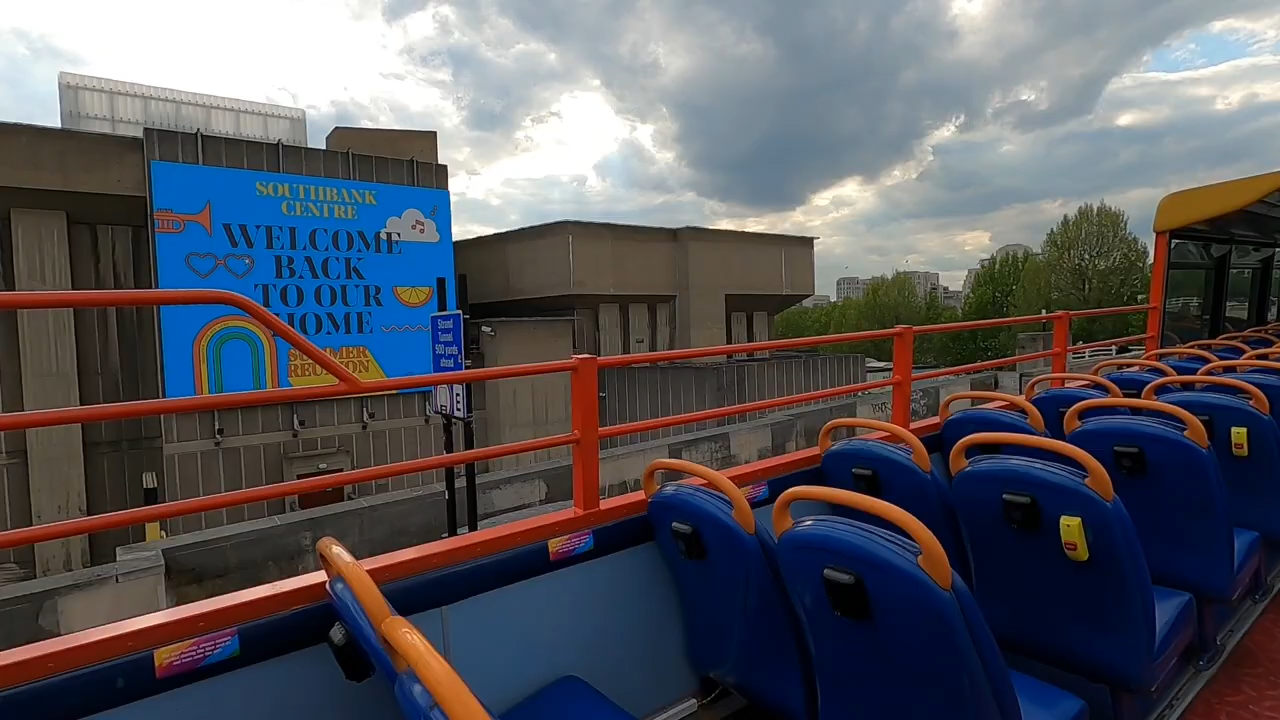 SOUTHBANK
CENTRE
WELCOME
BACK
TO OUR
HOME
SUMMER
REUNION
Strand
Tunnel
500 yards
ahead
E